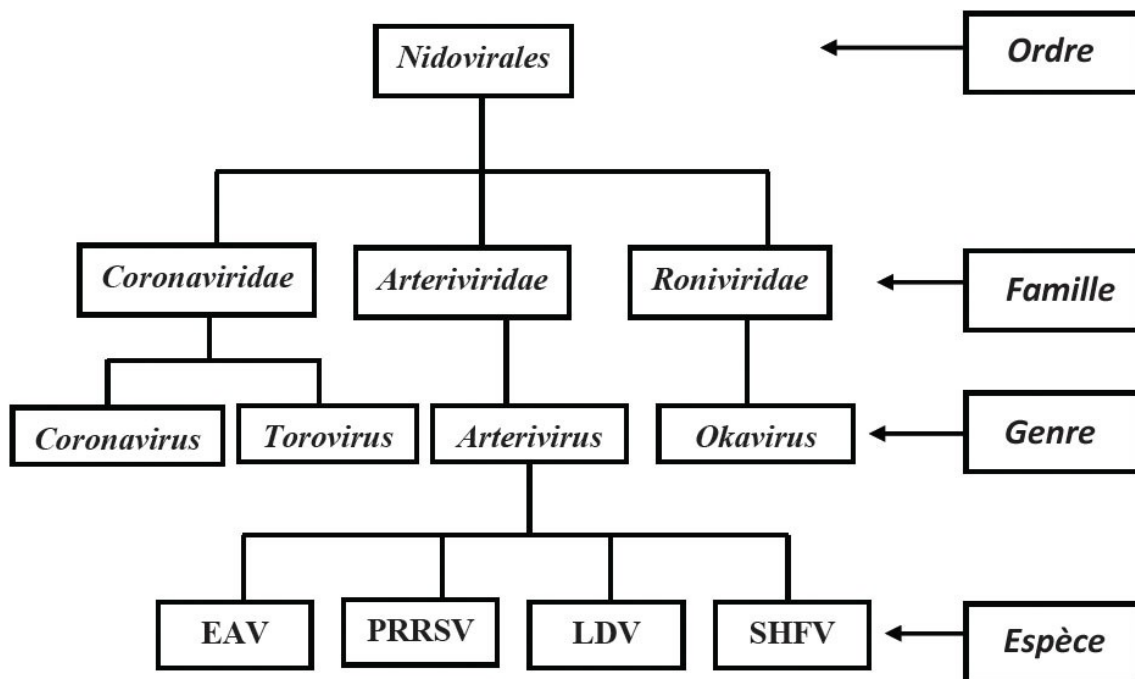 Nidovirales
Ordre
Coronaviridae
Arteriviridae
Roniviridae
Famille
Coronavirus
Torovirus
Arterivirus
Okavirus
Genre
EAV
PRRSV
LDV
SHFV
Espèce